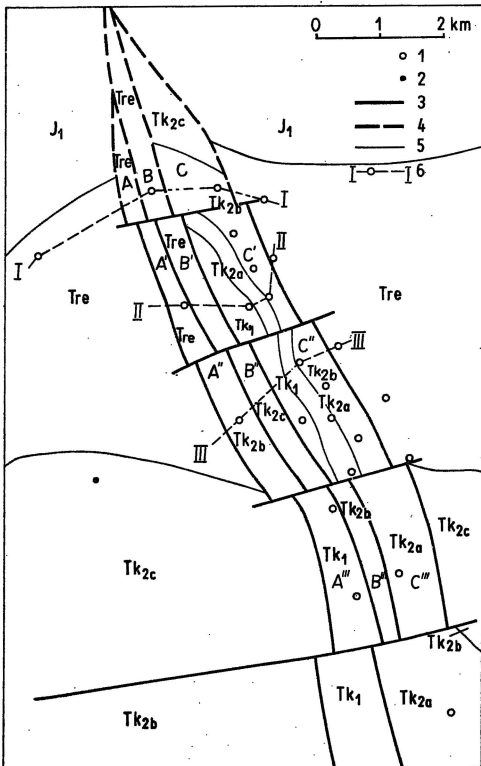 0 1 2 km
1
2
3
4
5
I I 6
Tre
Tk2c
J1
J1
Tre
A
B
C
Tk2b
I
I
Tre
Tre
C'
II
A'
B'
Tk2a
Tre
II
Tre
Tk1
A''
B''
C''
III
Tk2b
Tk1
Tk2a
Tk2c
Tk2b
III
Tk2b
Tk2c
Tk2c
Tk1
Tk2a
A'''
B'''
C'''
Tk2b
Tk2b
Tk1
Tk2a